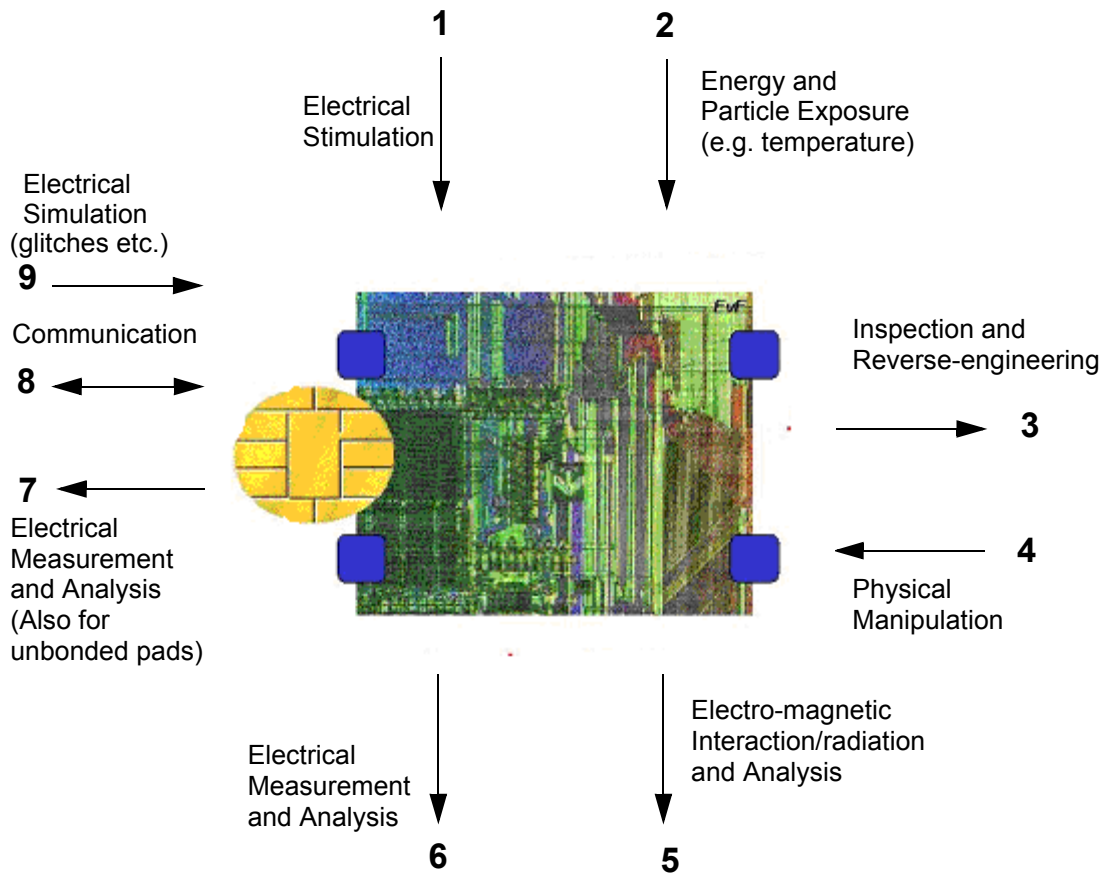 1
2
Electrical
Stimulation
Energy and
Particle Exposure
(e.g. temperature)
Electrical
Simulation
(glitches etc.)
9
Communication
8
7
Electrical
Measurement
and Analysis
(Also for
unbonded pads)
FvF
Inspection and
Reverse-engineering
3
4
Physical
Manipulation
Electrical
Measurement
and Analysis
6
Electro-magnetic
Interaction/radiation
and Analysis
5